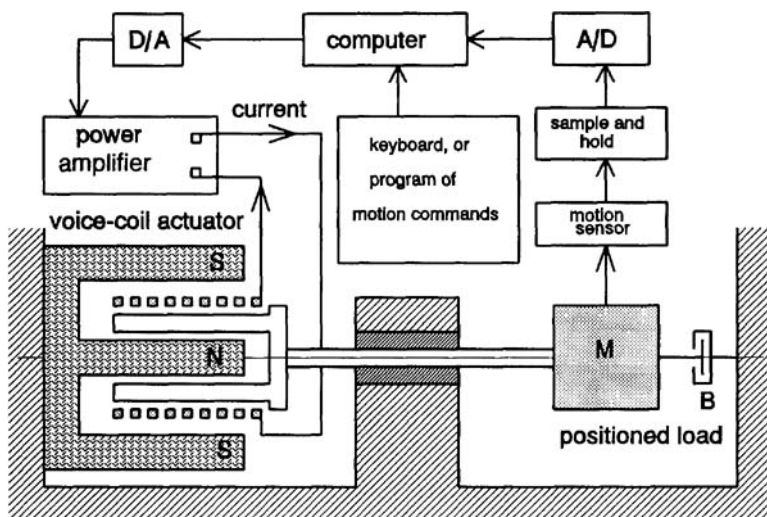 D/A
computer
A/D
current
power
amplifier
keyboard, or
program of
motion commands
sample and
hold
motion
sensor
voice-coil actuator
S
N
S
M
B
positioned load